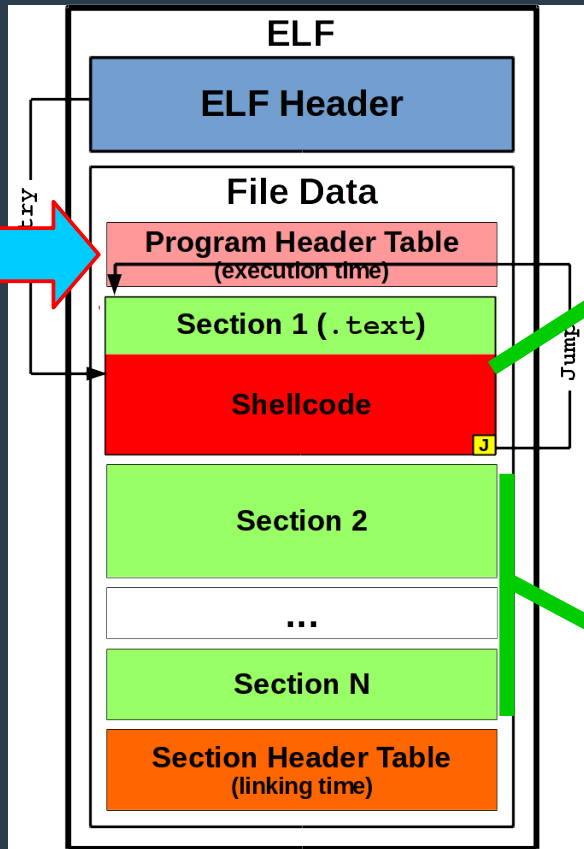 ELF
ELF Header
File Data
try
Program Header Table
(execution time)
Section 1 (.text)
Jump
Shellcode
J
Section 2
...
Section N
Section Header Table
(linking time)